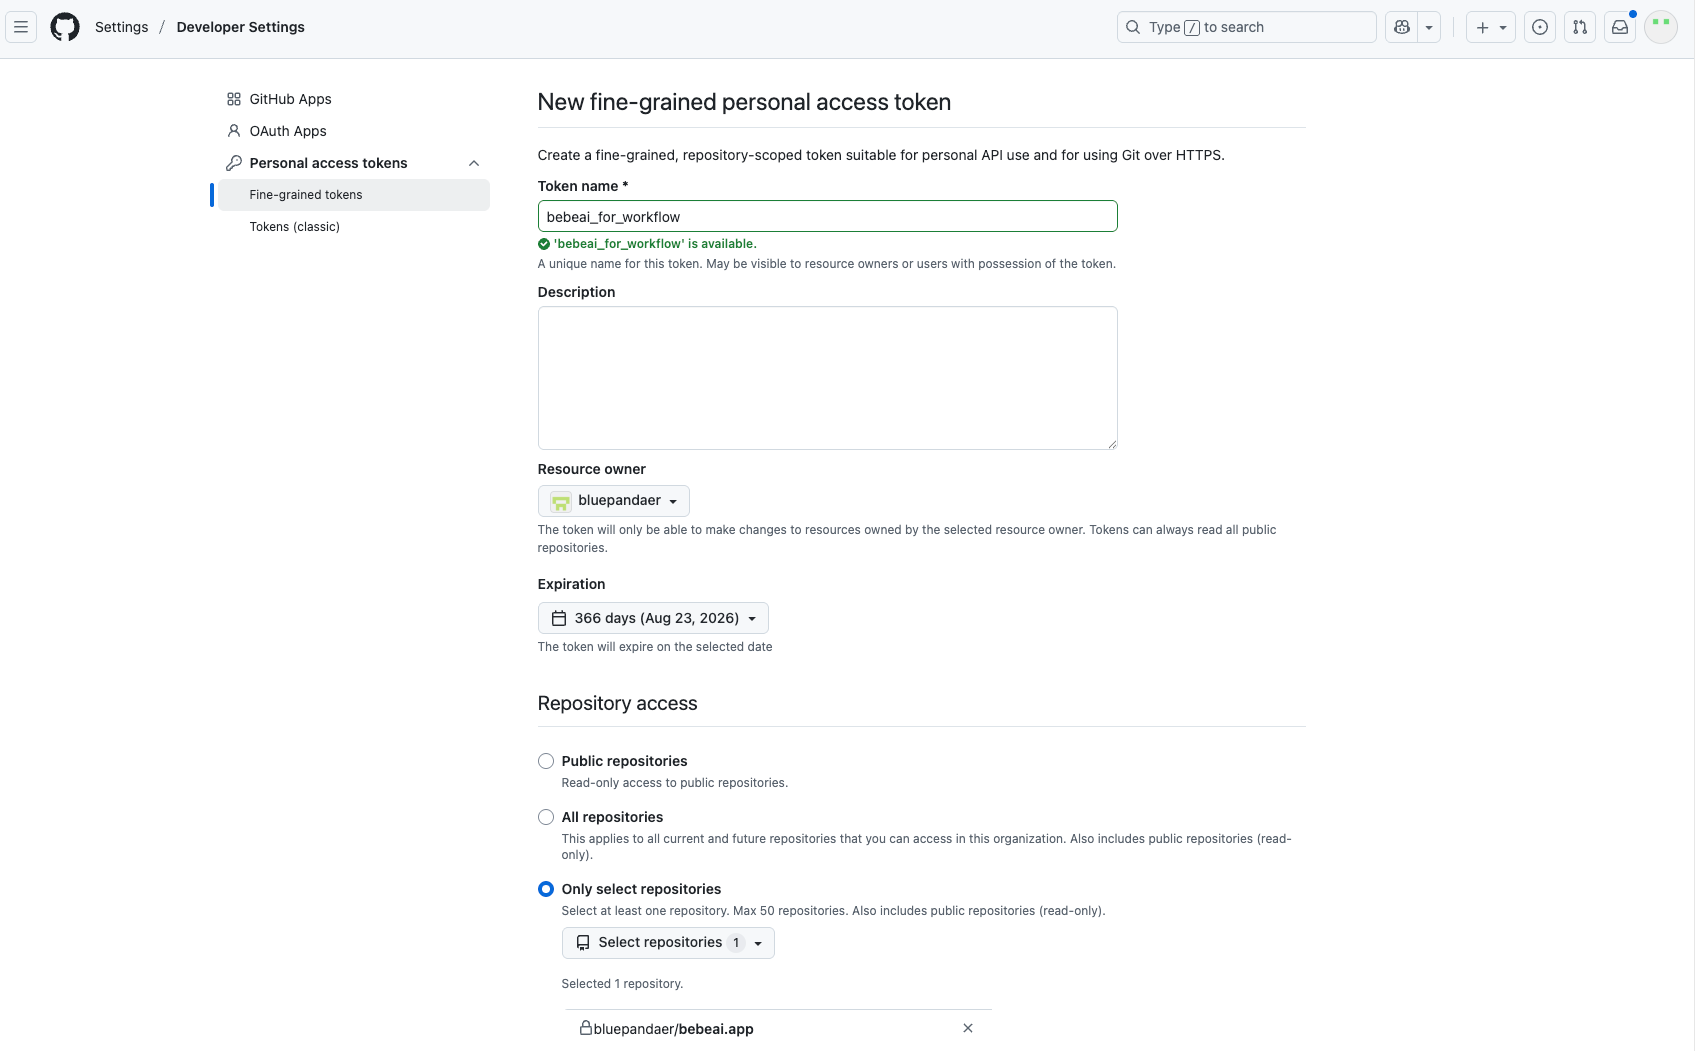 Settings / Developer Settings
Type / to search
GitHub Apps
OAuth Apps
Personal access tokens
Fine-grained tokens
Tokens (classic)
New fine-grained personal access token
Create a fine-grained, repository-scoped token suitable for personal API use and for using Git over HTTPS.
Token name *
bebeai_for_workflow
'bebeai_for_workflow' is available.
A unique name for this token. May be visible to resource owners or users with possession of the token.
Description
Resource owner
bluepandaer
The token will only be able to make changes to resources owned by the selected resource owner. Tokens can always read all public
repositories.
Expiration
366 days (Aug 23, 2026)
The token will expire on the selected date
Repository access
Public repositories
Read-only access to public repositories.
All repositories
This applies to all current and future repositories that you can access in this organization. Also includes public repositories (read-
only).
Only select repositories
Select at least one repository. Max 50 repositories. Also includes public repositories (read-only).
Select repositories 1
Selected 1 repository.
bluepandaer/bebeai.app